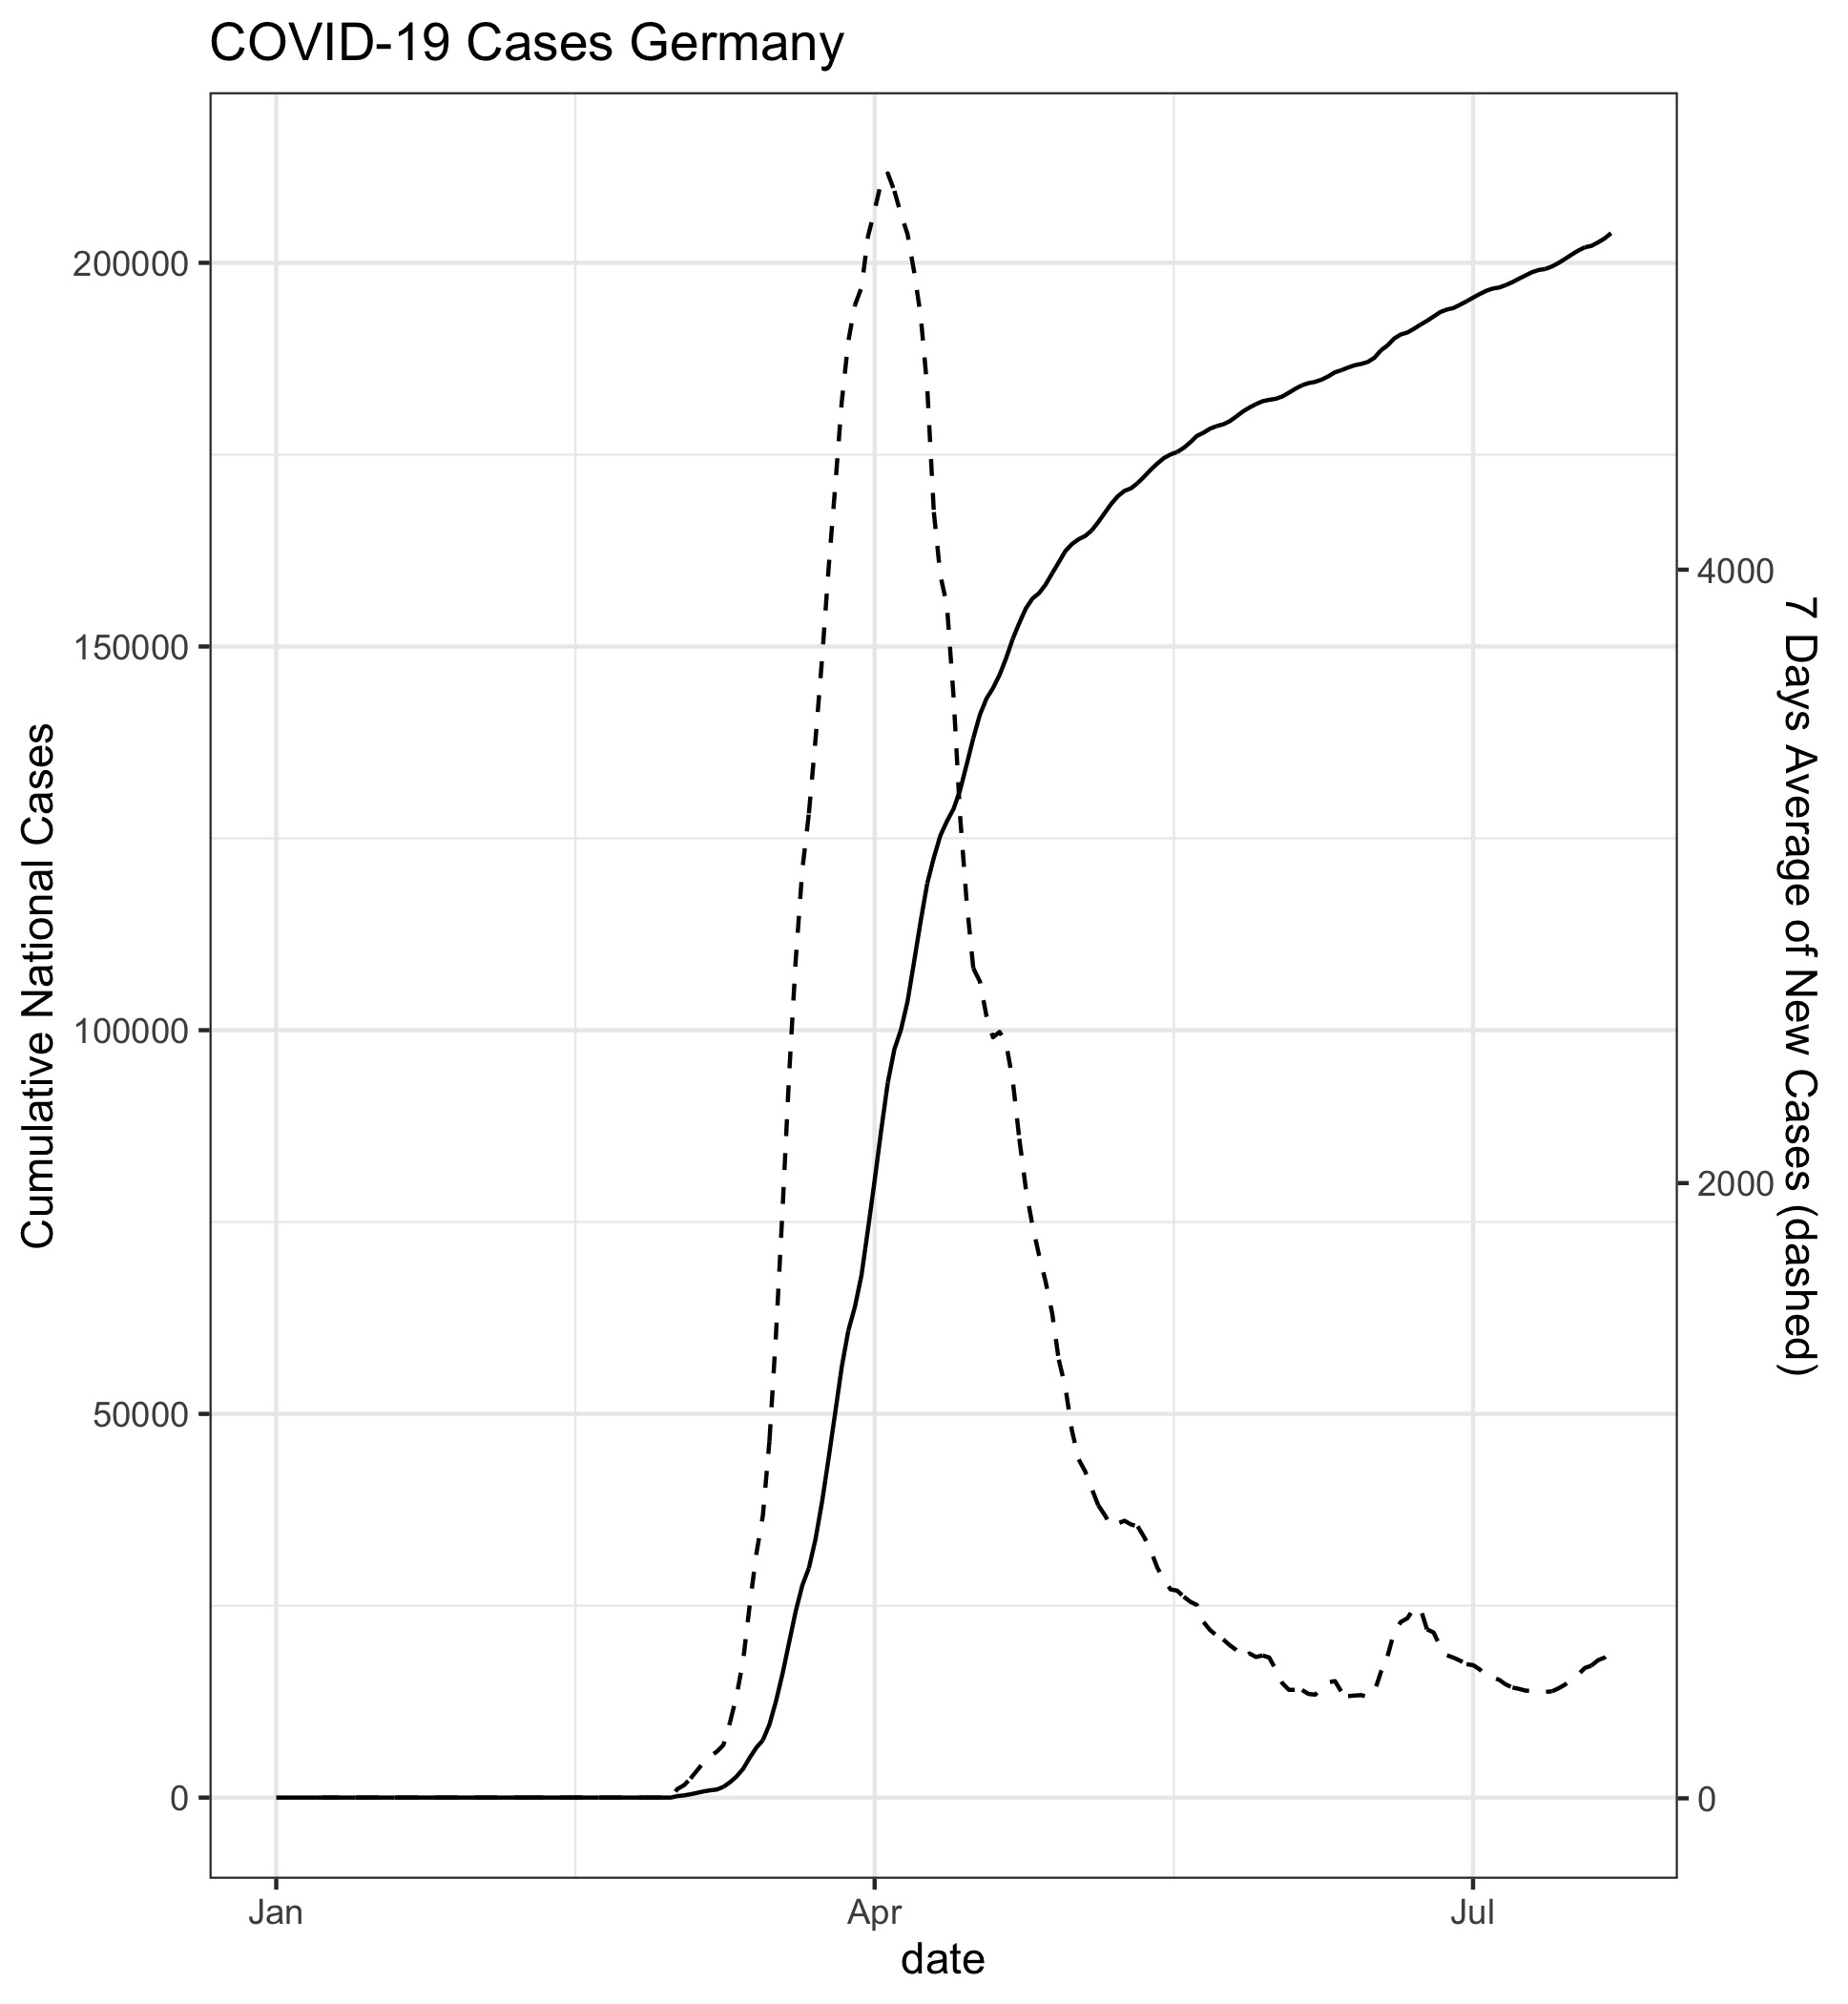 COVID-19 Cases Germany
Cumulative National Cases
200000
150000
100000
50000
0
4000
2000
0
7 Days Average of New Cases (dashed)
Jan
Apr
Jul
date